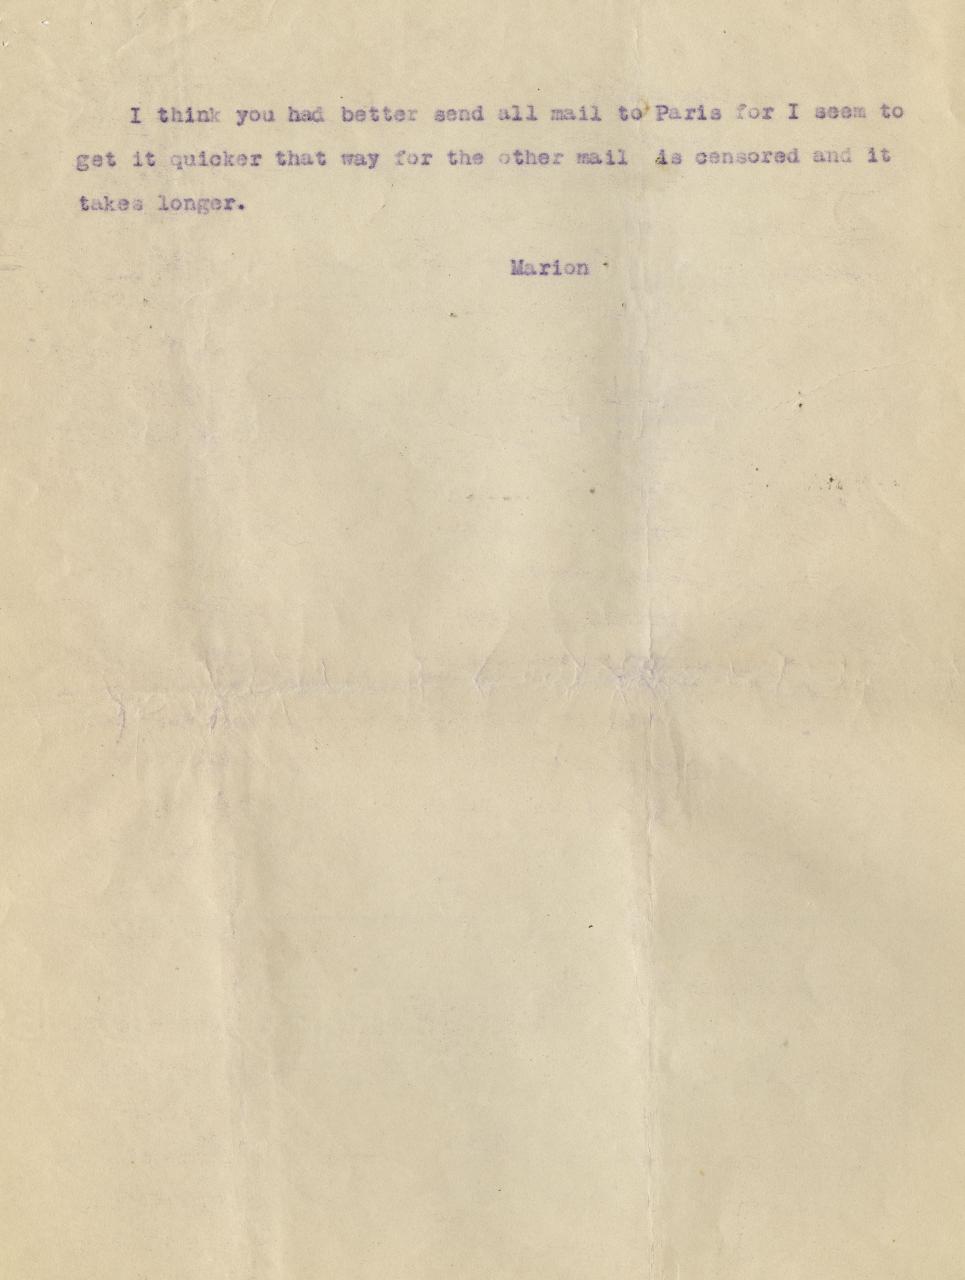 I think you had better send all mail to Paris for I seem to
get it quicker that way for the other mail is censored and it
takes longer.
Marion